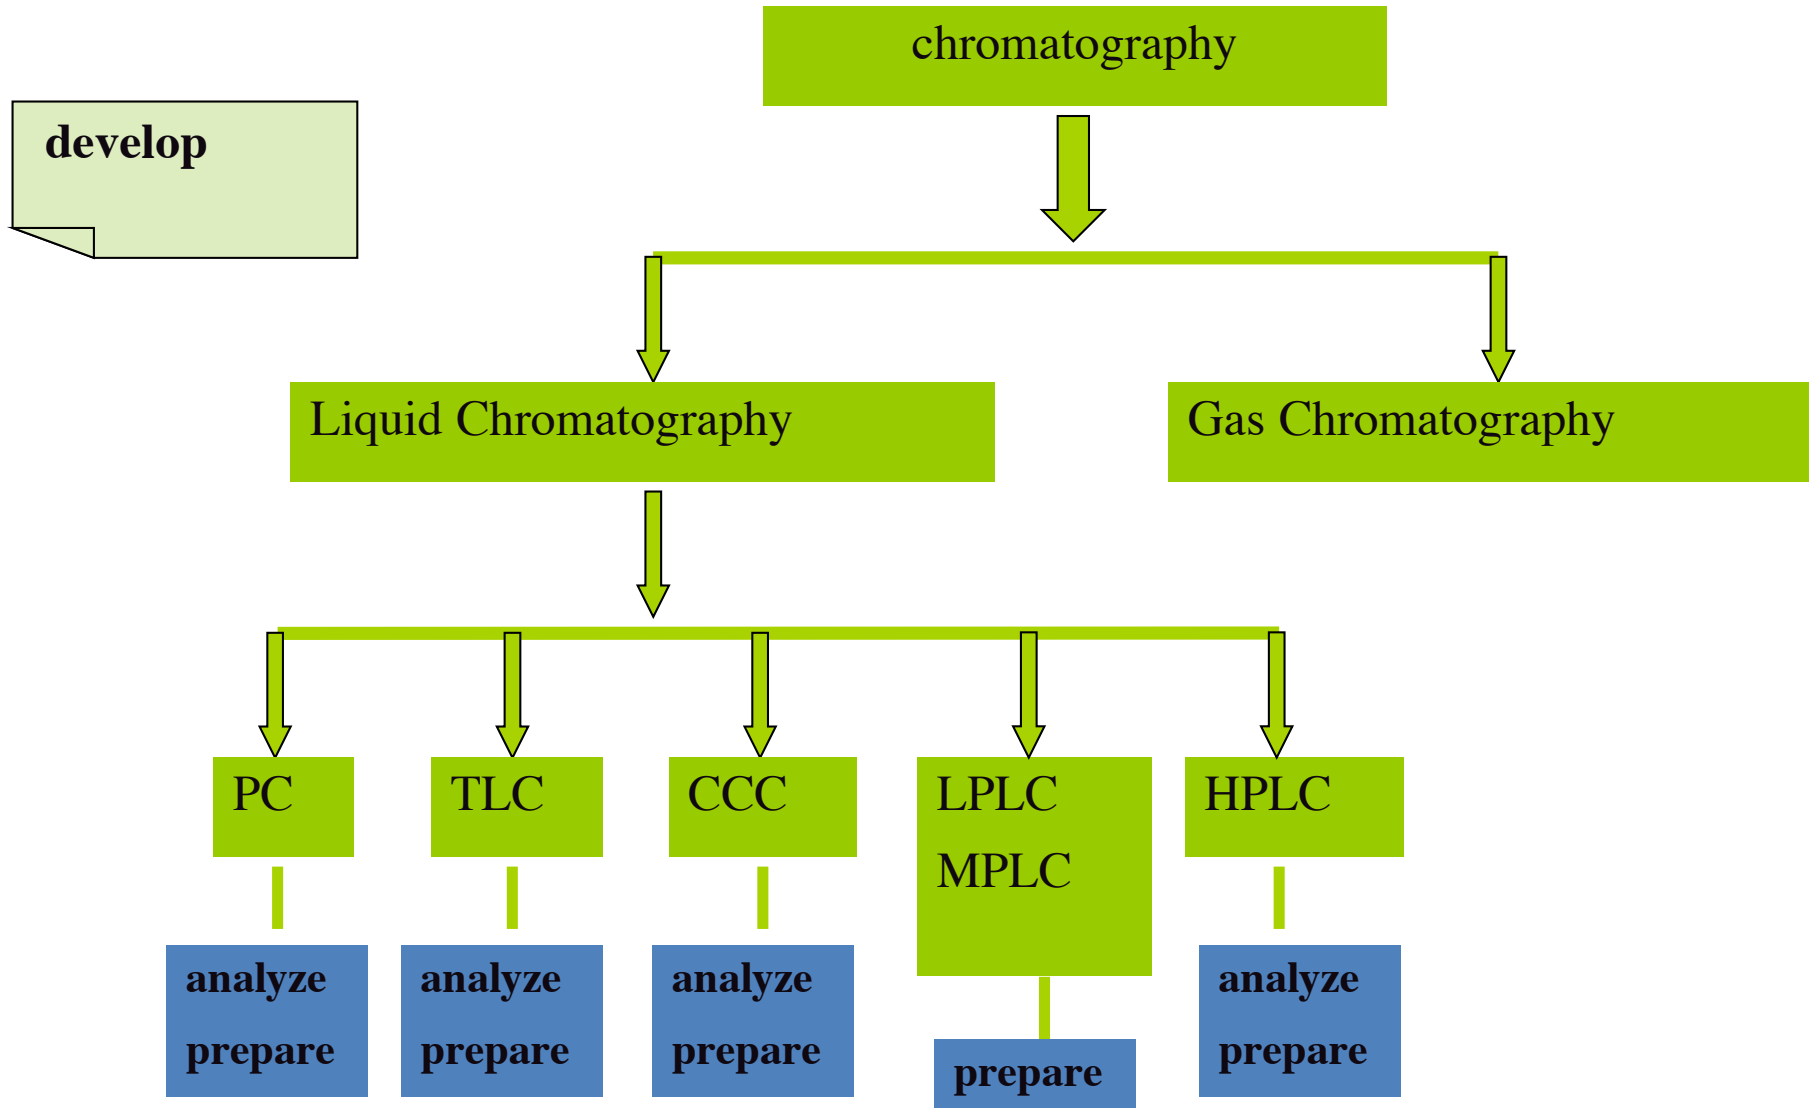 chromatography
develop
Liquid Chromatography
Gas Chromatography
PC
TLC
CCC
LPLC
MPLC
HPLC
analyze
prepare
analyze
prepare
analyze
prepare
prepare
analyze
prepare